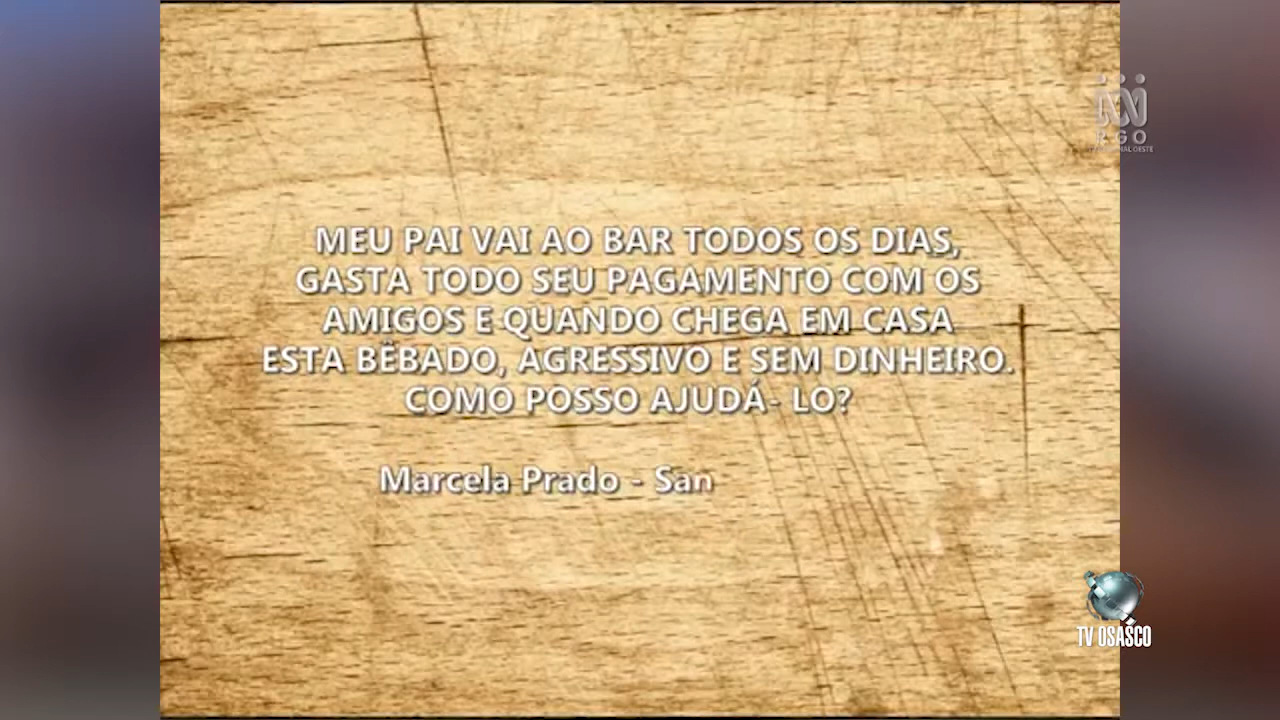 MEU PAI VAI AO BAR TODOS OS DIAS,
GASTA TODO SEU PAGAMENTO COM OS
AMIGOS E QUANDO CHEGA EM CASA
ESTA BÊBADO, AGRESSIVO E SEM DINHEIRO.
COMO POSSO AJUDÁ- LO?
Marcela Prado - San
RGO
TV OSASCO